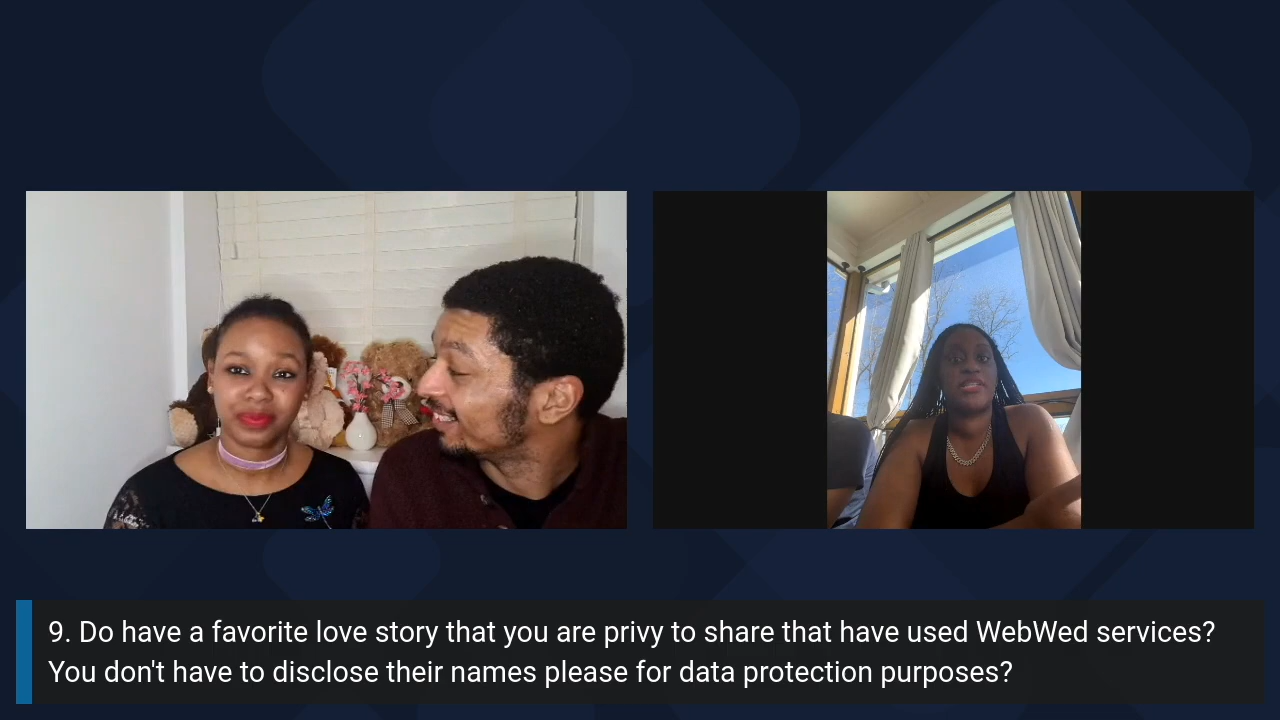 9. Do have a favorite love story that you are privy to share that have used WebWed services?
You don't have to disclose their names please for data protection purposes?